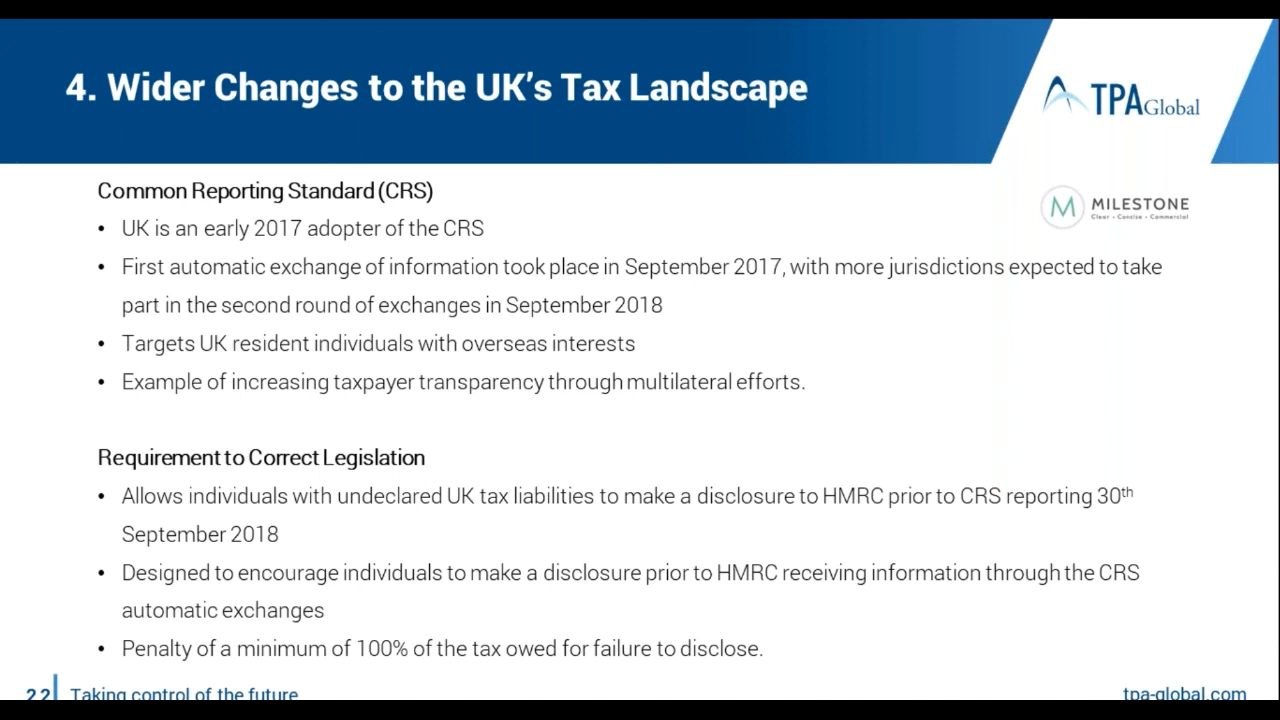 4. Wider Changes to the UK's Tax Landscape
TPA Global
Common Reporting Standard (CRS)
M MILESTONE
Clear • Concise • Commercial
• UK is an early 2017 adopter of the CRS
• First automatic exchange of information took place in September 2017, with more jurisdictions expected to take
part in the second round of exchanges in September 2018
• Targets UK resident individuals with overseas interests
• Example of increasing taxpayer transparency through multilateral efforts.
Requirement to Correct Legislation
• Allows individuals with undeclared UK tax liabilities to make a disclosure to HMRC prior to CRS reporting 30th
September 2018
• Designed to encourage individuals to make a disclosure prior to HMRC receiving information through the CRS
automatic exchanges
• Penalty of a minimum of 100% of the tax owed for failure to disclose.
22 Taking control of the future
tpa-global.com